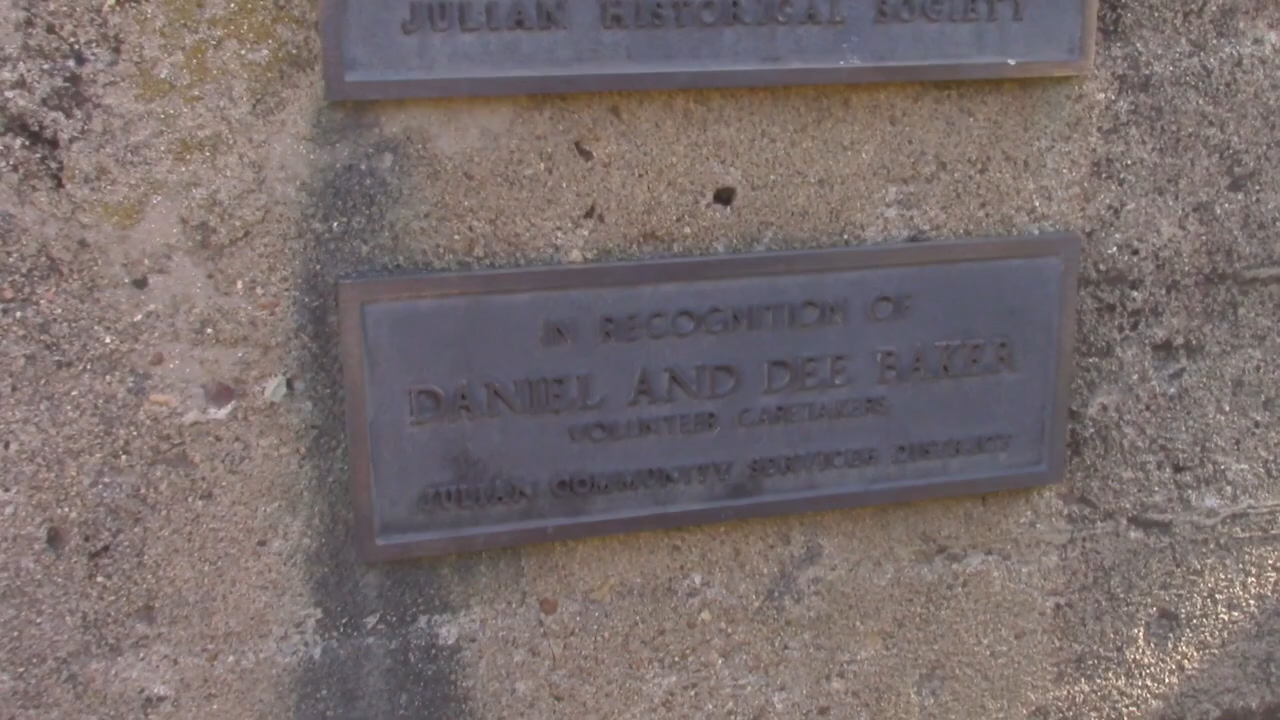 JULIAN HISTORICAL SOCIETY
IN RECOGNITION OF
DANIEL AND DEE BAKER
VOLUNTEER CARETAKERS
JULIAN COMMUNITY SERVICES DISTRICT